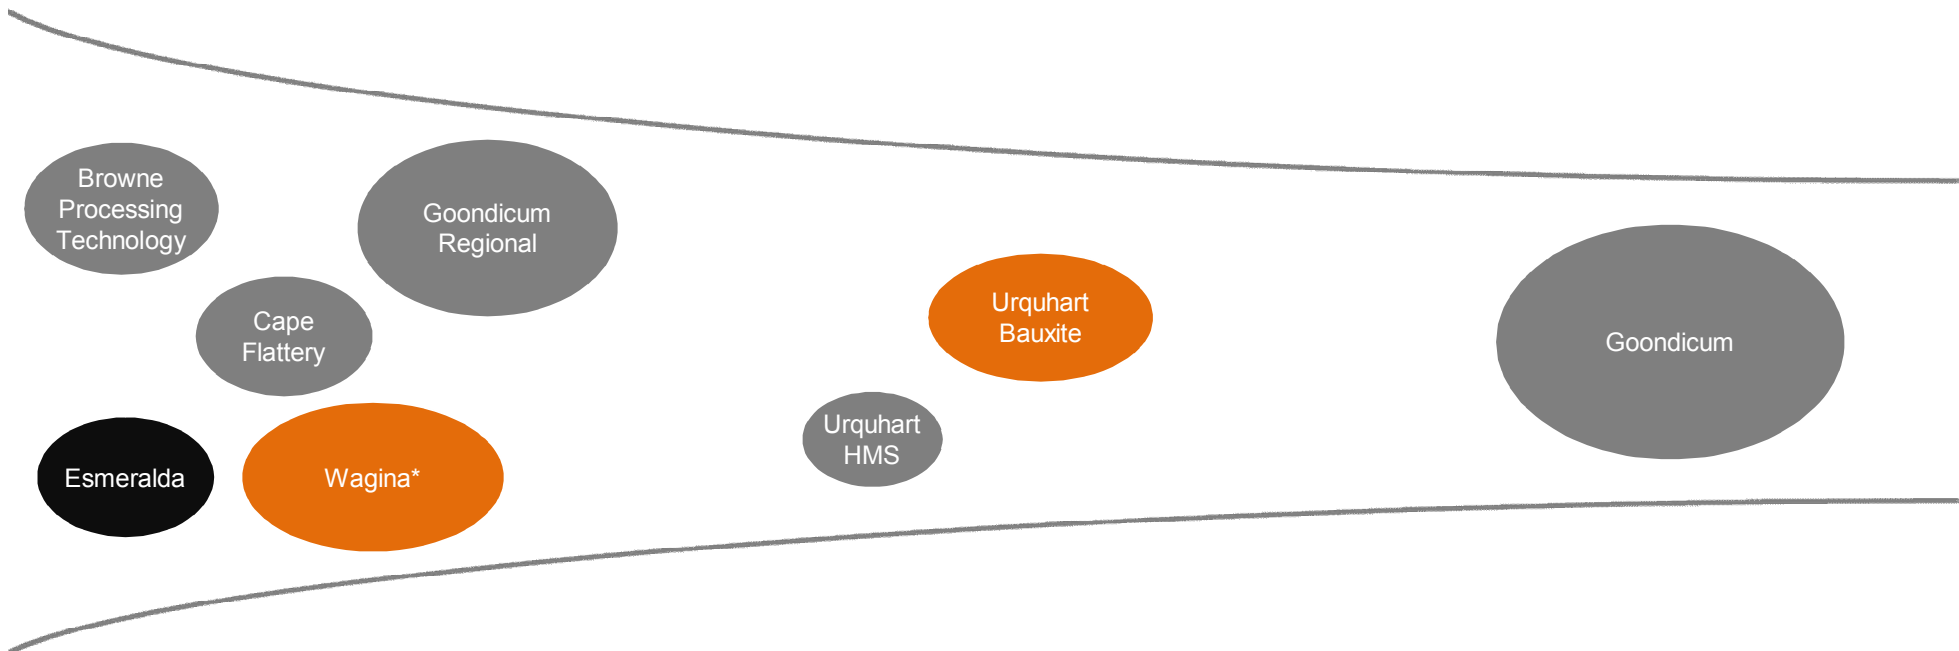 Browne
Processing
Technology
Goondicum
Regional
Cape
Flattery
Esmeralda
Wagina*
Urquhart
Bauxite
Urquhart
HMS
Goondicum